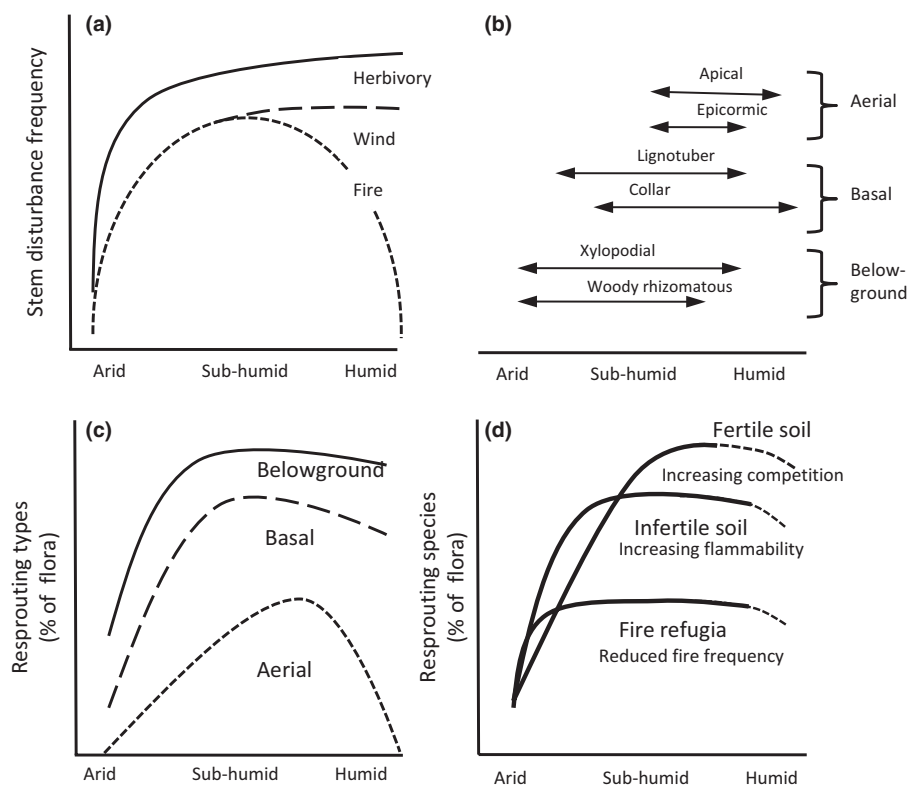 (a)
Stem disturbance frequency
Herbivory
Wind
Fire
Arid Sub-humid Humid
(b)
Apical
Epicormic
Aerial
Lignotuber
Collar
Basal
Xylopodial
Woody rhizomatous
Below-
ground
Arid Sub-humid Humid
(c)
Resprouting types
(% of flora)
Belowground
Basal
Aerial
Arid Sub-humid Humid
(d)
Resprouting species
(% of flora)
Fertile soil
Increasing competition
Infertile soil
Increasing flammability
Fire refugia
Reduced fire frequency
Arid Sub-humid Humid